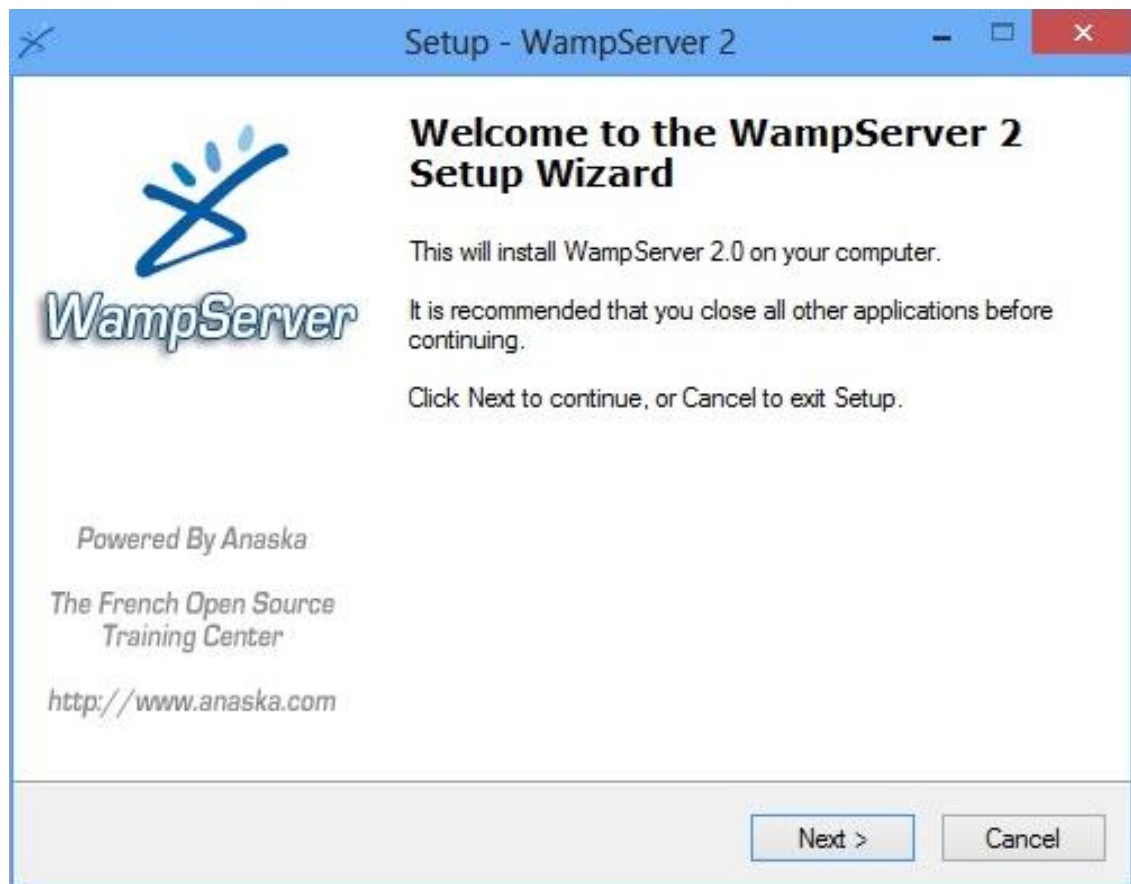 Setup - WampServer 2
WampServer
Powered By Anaska
The French Open Source
Training Center
http://www.anaska.com
Welcome to the WampServer 2
Setup Wizard
This will install WampServer 2.0 on your computer.
It is recommended that you close all other applications before
continuing.
Click Next to continue, or Cancel to exit Setup.
Next >
Cancel